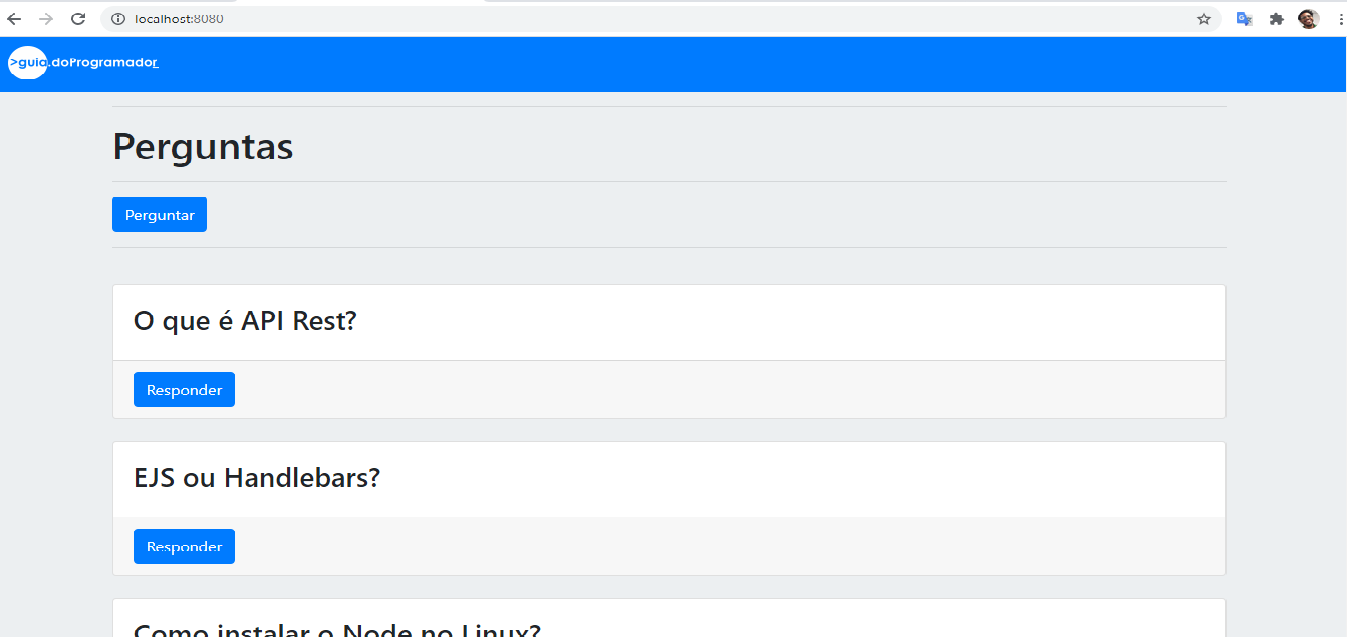 localhost:8080
>guia.doProgramador_
Perguntas
Perguntar
O que é API Rest?
Responder
EJS ou Handlebars?
Responder
Como instalar o Node no Linux?